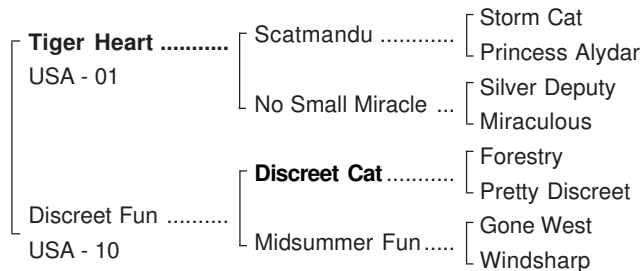 Storm Cat
Tiger Heart ........... Scatmandu ............
Princess Alydar
USA - 01
Silver Deputy
No Small Miracle ...
Miraculous
Forestry
Discreet Cat...........
Pretty Discreet
Discreet Fun ..........
Gone West
USA - 10
Midsummer Fun.....
Windsharp